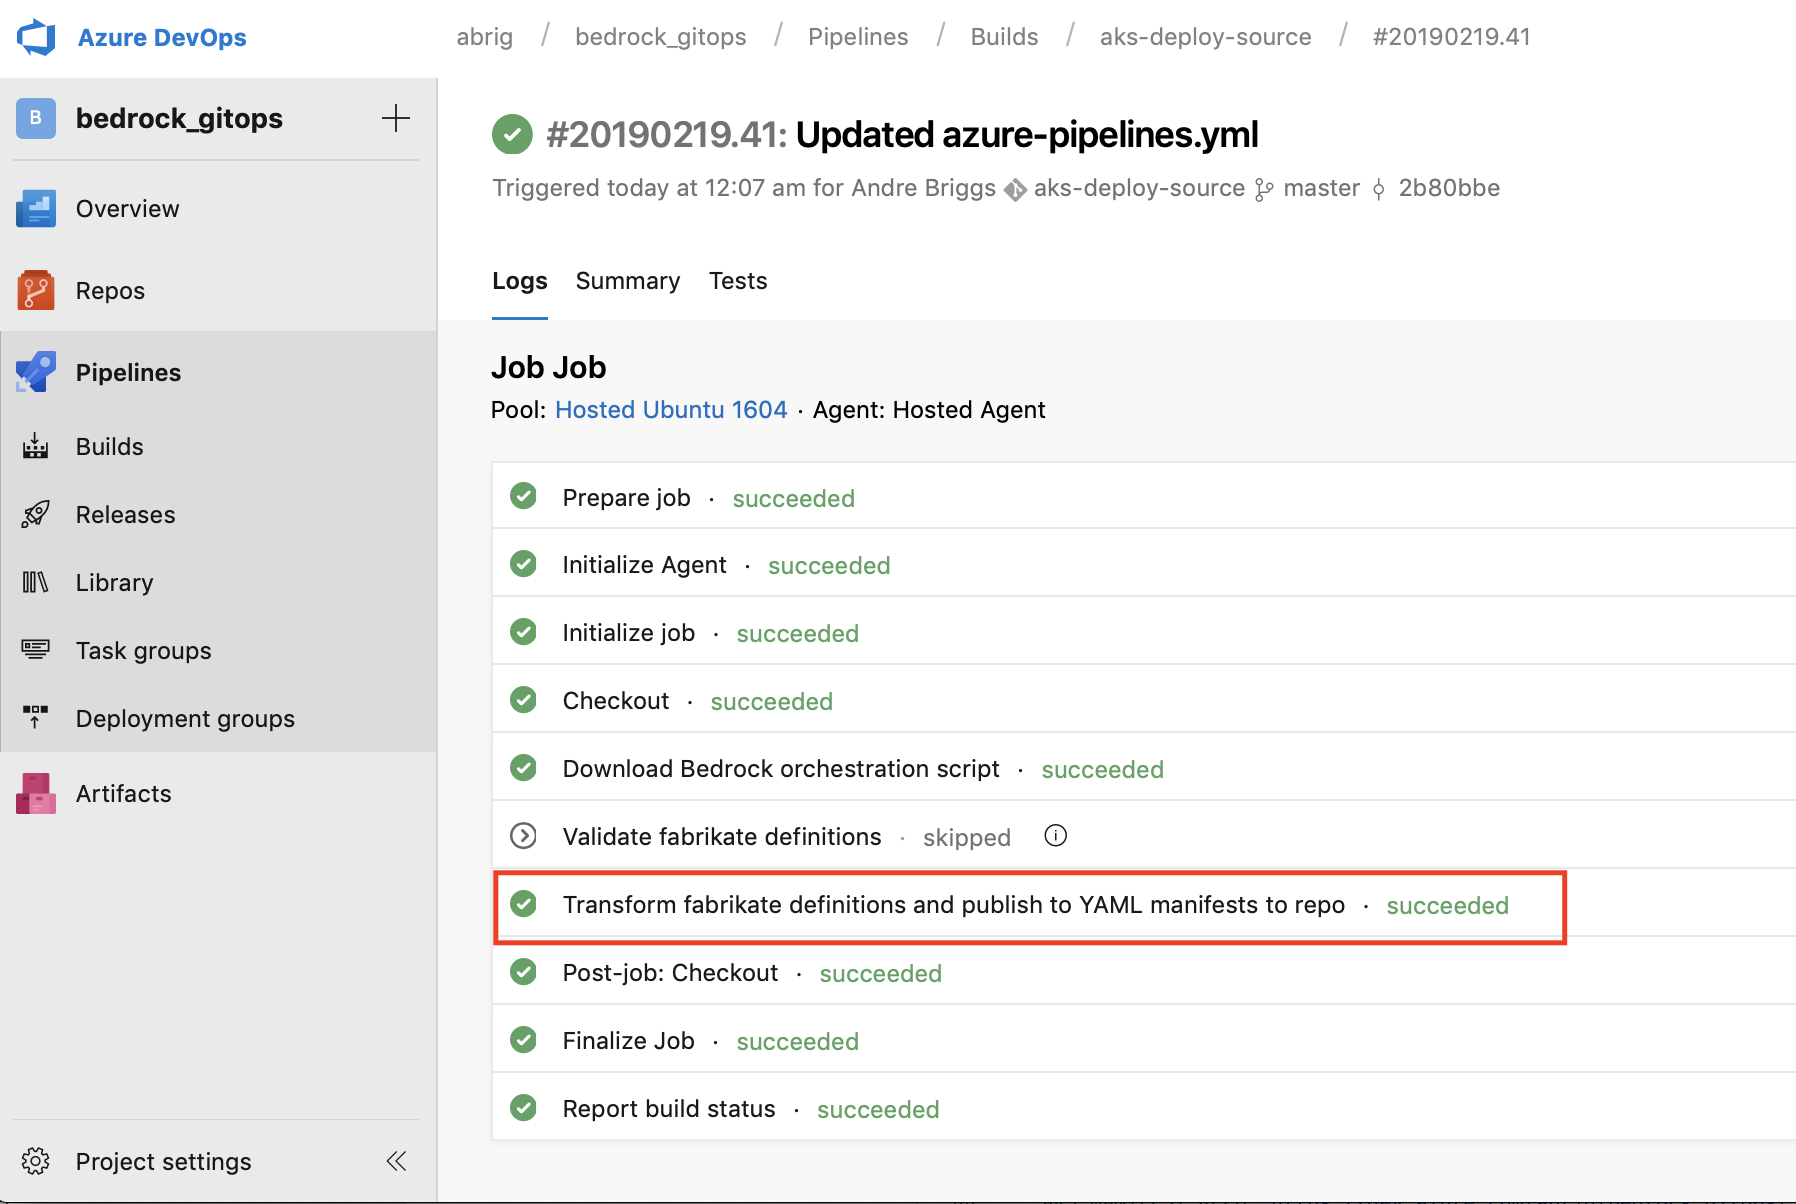 Azure DevOps
abrig / bedrock_gitops / Pipelines / Builds / aks-deploy-source / #20190219.41
B bedrock_gitops
Overview
Repos
Pipelines
Builds
Releases
Library
Task groups
Deployment groups
Artifacts
Project settings
#20190219.41: Updated azure-pipelines.yml
Triggered today at 12:07 am for Andre Briggs aks-deploy-source master 2b80bbe
Logs Summary Tests
Job Job
Pool: Hosted Ubuntu 1604 · Agent: Hosted Agent
Prepare job · succeeded
Initialize Agent · succeeded
Initialize job · succeeded
Checkout · succeeded
Download Bedrock orchestration script · succeeded
Validate fabrikate definitions · skipped
Transform fabrikate definitions and publish to YAML manifests to repo · succeeded
Post-job: Checkout · succeeded
Finalize Job · succeeded
Report build status · succeeded